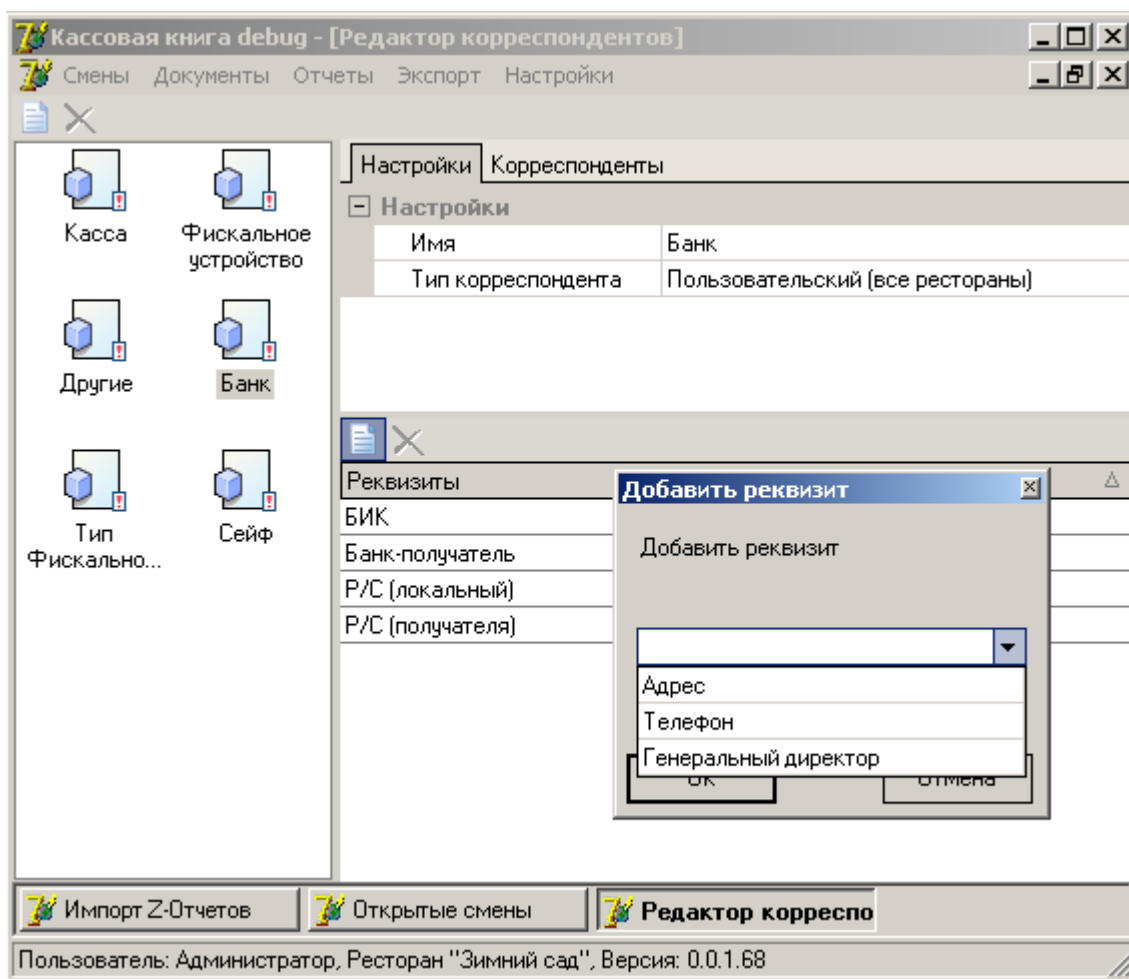 Кассовая книга debug - [Редактор корреспондентов]
Смены Документы Отчеты Экспорт Настройки
Касса
Фискальное устройство
Другие
Банк
Тип Фискально...
Сейф
Настройки Корреспонденты
Настройки
Имя Банк
Тип корреспондента Пользовательский (все рестораны)
Реквизиты
БИК
Банк-получатель
Р/С (локальный)
Р/С (получателя)
Добавить реквизит
Добавить реквизит
Адрес
Телефон
Генеральный директор
ОК Отмена
Импорт Z-Отчетов Открытые смены Редактор корреспо
Пользователь: Администратор, Ресторан "Зимний сад", Версия: 0.0.1.68